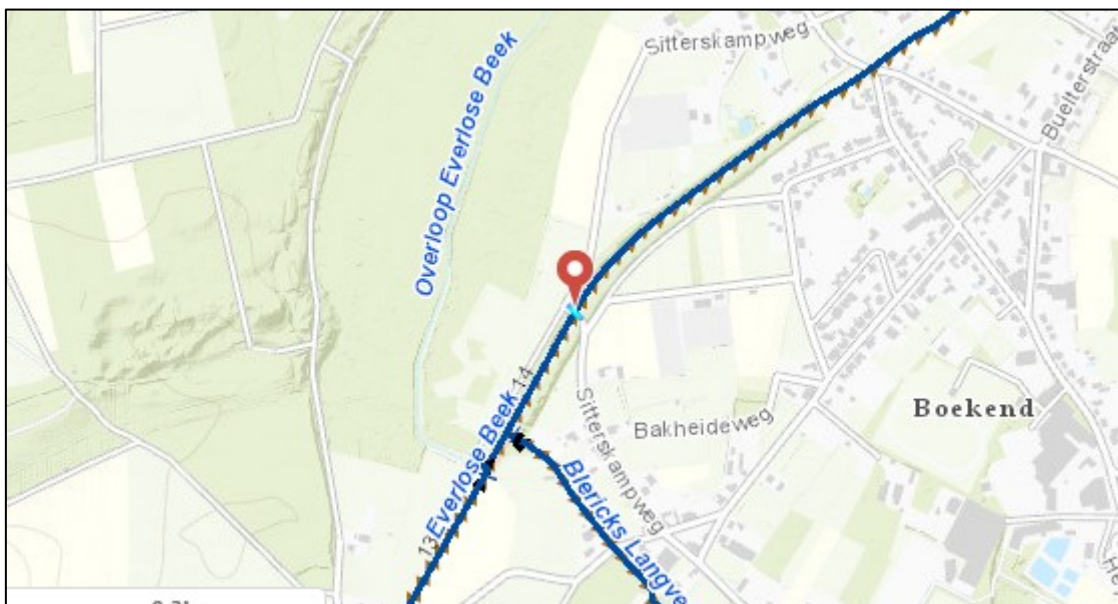 Sitterskampweg
Buelterstraat
Overloop Everlose Beek
14
Everlose Beek
13
Sitterskampweg
Bakheideweg
Boekend
Blericks Langve